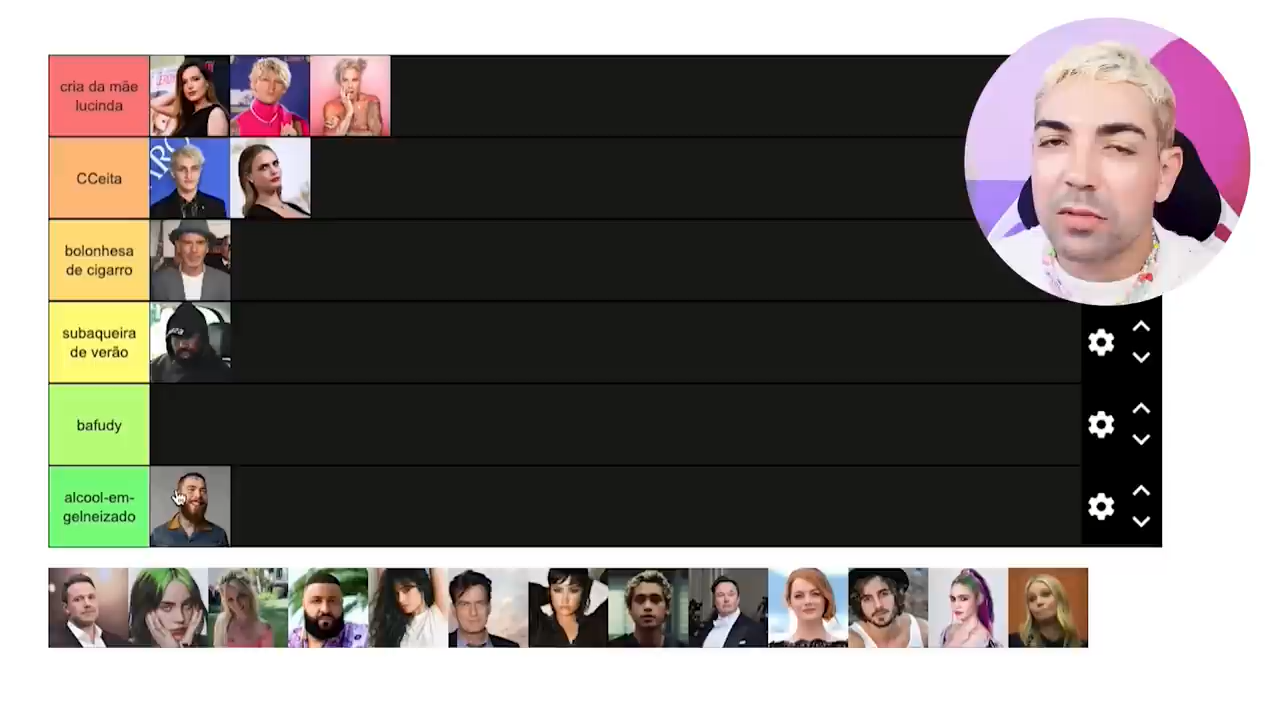 cria da mãe
lucinda
CCeita
bolonhesa
de cigarro
subaqueira
de verão
bafudy
alcool-em-
gelneizado